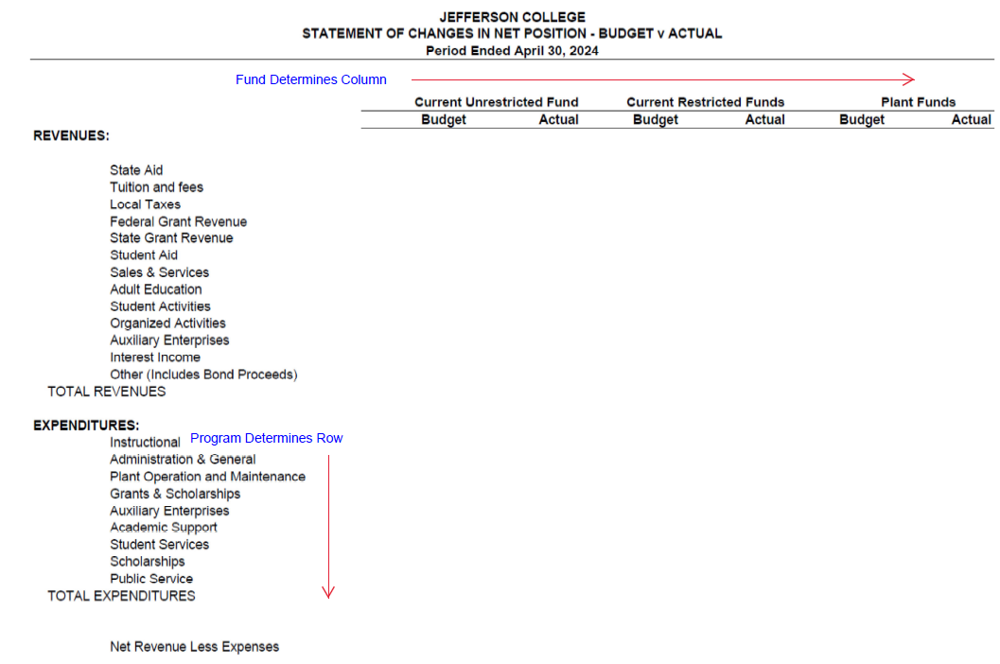 JEFFERSON COLLEGE
STATEMENT OF CHANGES IN NET POSITION - BUDGET v ACTUAL
Period Ended April 30, 2024
Fund Determines Column
Current Unrestricted Fund Current Restricted Funds Plant Funds
Budget Actual Budget Actual Budget Actual
REVENUES:
State Aid
Tuition and fees
Local Taxes
Federal Grant Revenue
State Grant Revenue
Student Aid
Sales & Services
Adult Education
Student Activities
Organized Activities
Auxiliary Enterprises
Interest Income
Other (Includes Bond Proceeds)
TOTAL REVENUES
EXPENDITURES:
Instructional Program Determines Row
Administration & General
Plant Operation and Maintenance
Grants & Scholarships
Auxiliary Enterprises
Academic Support
Student Services
Scholarships
Public Service
TOTAL EXPENDITURES
Net Revenue Less Expenses